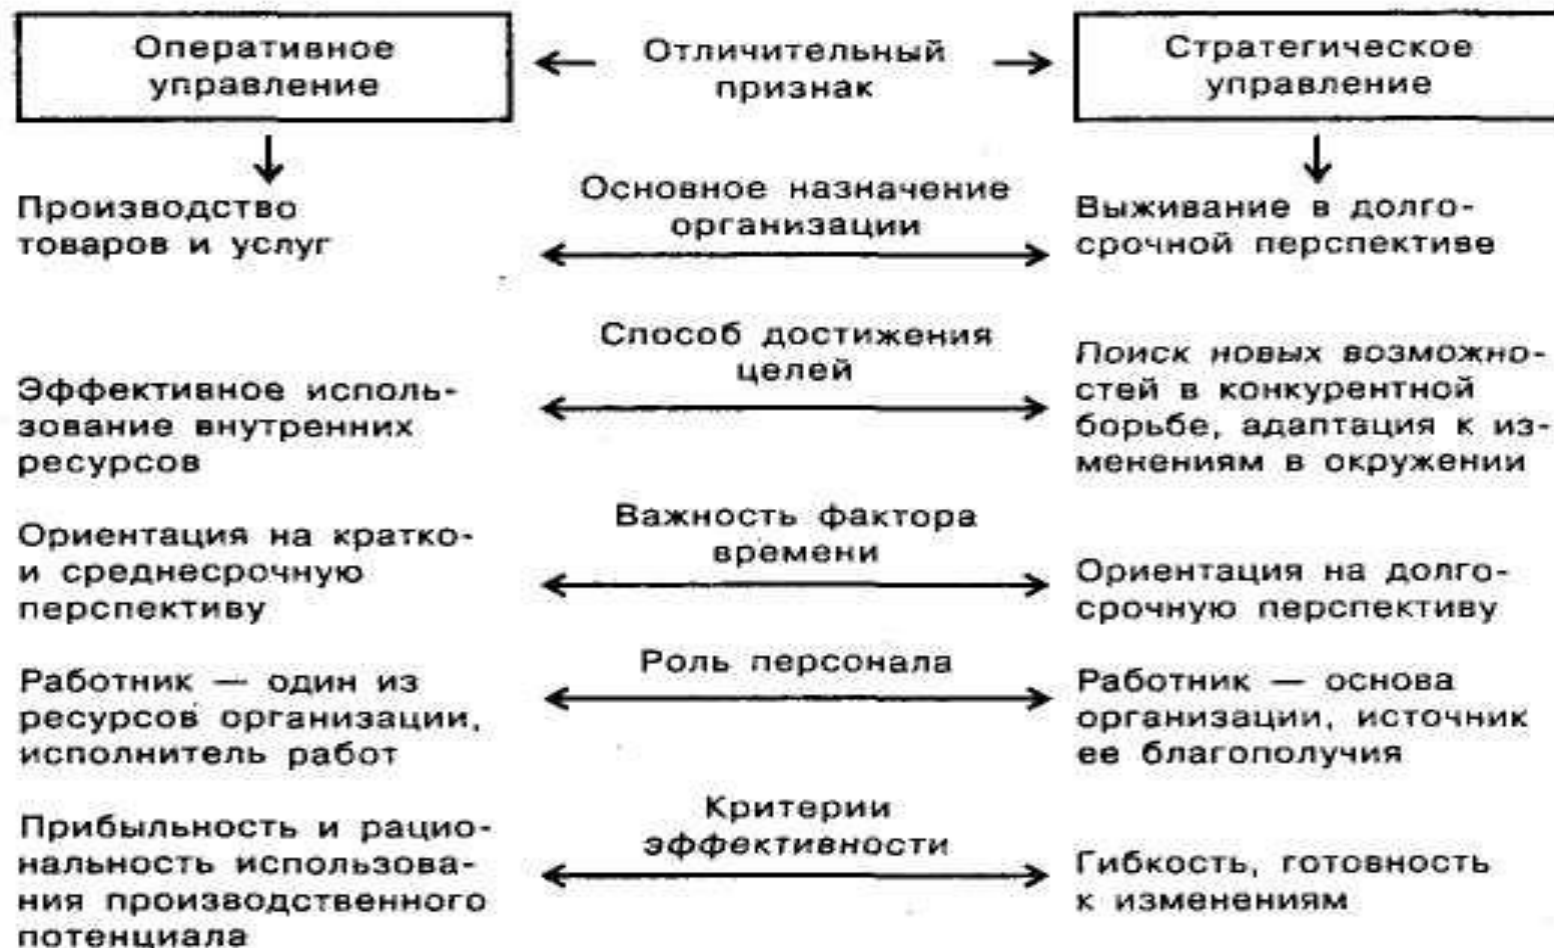 Оперативное
управление
Отличительный
признак
Стратегическое
управление
Производство
товаров и услуг
Основное назначение
организации
Выживание в долго-
срочной перспективе
Эффективное исполь-
зование внутренних
ресурсов
Способ достижения
целей
Поиск новых возможно-
стей в конкурентной
борьбе, адаптация к из-
менениям в окружении
Ориентация на кратко-
и среднесрочную
перспективу
Важность фактора
времени
Ориентация на долго-
срочную перспективу
Работник — один из
ресурсов организации,
исполнитель работ
Роль персонала
Работник — основа
организации, источник
ее благополучия
Прибыльность и рацио-
нальность использова-
ния производственного
потенциала
Критерии
эффективности
Гибкость, готовность
к изменениям